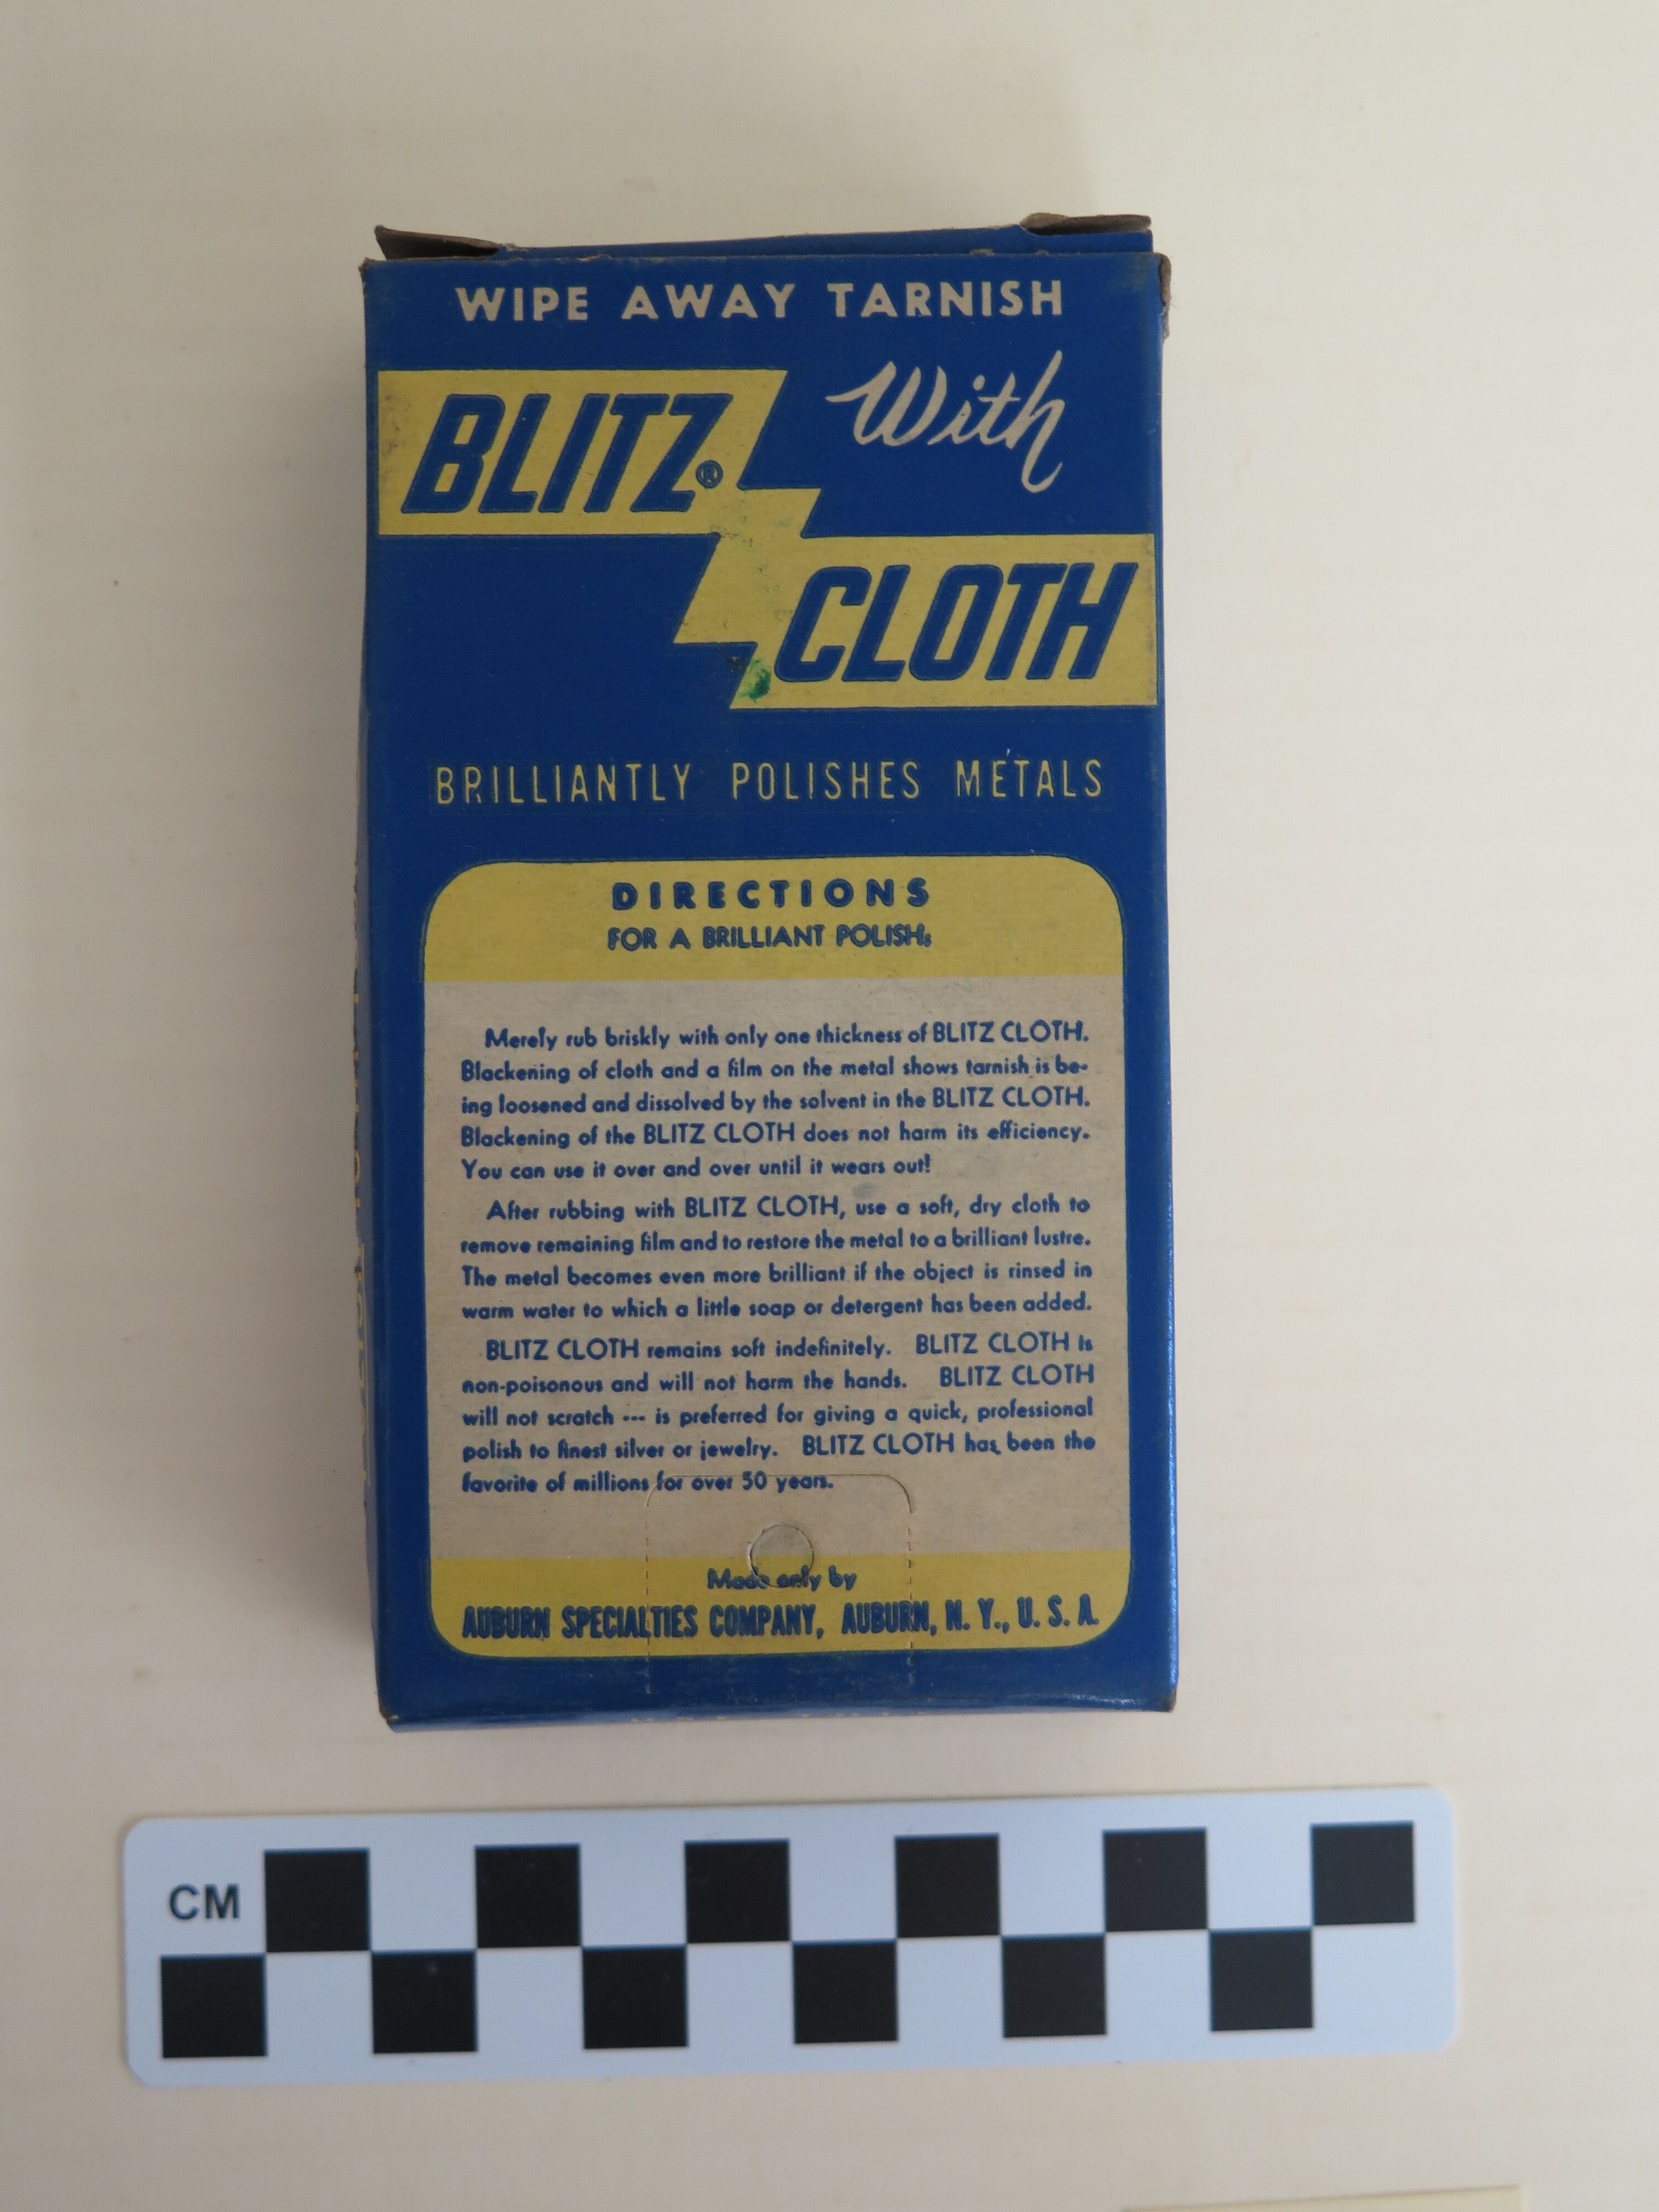 WIPE AWAY TARNISH
With
BLITZ®
CLOTH
BRILLIANTLY POLISHES METALS
DIRECTIONS
FOR A BRILLIANT POLISH:
Merely rub briskly with only one thickness of BLITZ CLOTH.
Blackening of cloth and a film on the metal shows tarnish is be-
ing loosened and dissolved by the solvent in the BLITZ CLOTH.
Blackening of the BLITZ CLOTH does not harm its efficiency.
You can use it over and over until it wears out!
After rubbing with BLITZ CLOTH, use a soft, dry cloth to
remove remaining film and to restore the metal to a brilliant lustre.
The metal becomes even more brilliant if the object is rinsed in
warm water to which a little soap or detergent has been added.
BLITZ CLOTH remains soft indefinitely. BLITZ CLOTH is
non-poisonous and will not harm the hands. BLITZ CLOTH
will not scratch --- is preferred for giving a quick, professional
polish to finest silver or jewelry. BLITZ CLOTH has been the
favorite of millions for over 50 years.
Made only by
AUBURN SPECIALTIES COMPANY, AUBURN, N. Y., U. S. A.
CM